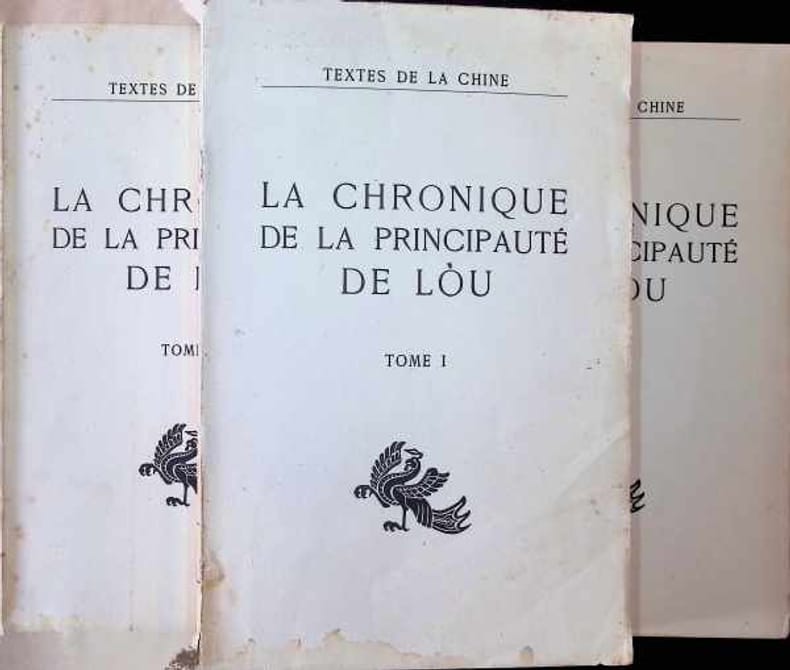 TEXTES DE
LA CHR
DE LA PRI
DE
TOM
TEXTES DE LA CHINE
LA CHRONIQUE
DE LA PRINCIPAUTÉ
DE LÒU
TOME I
CHINE
NIQUE
CIPAUTÉ
OU